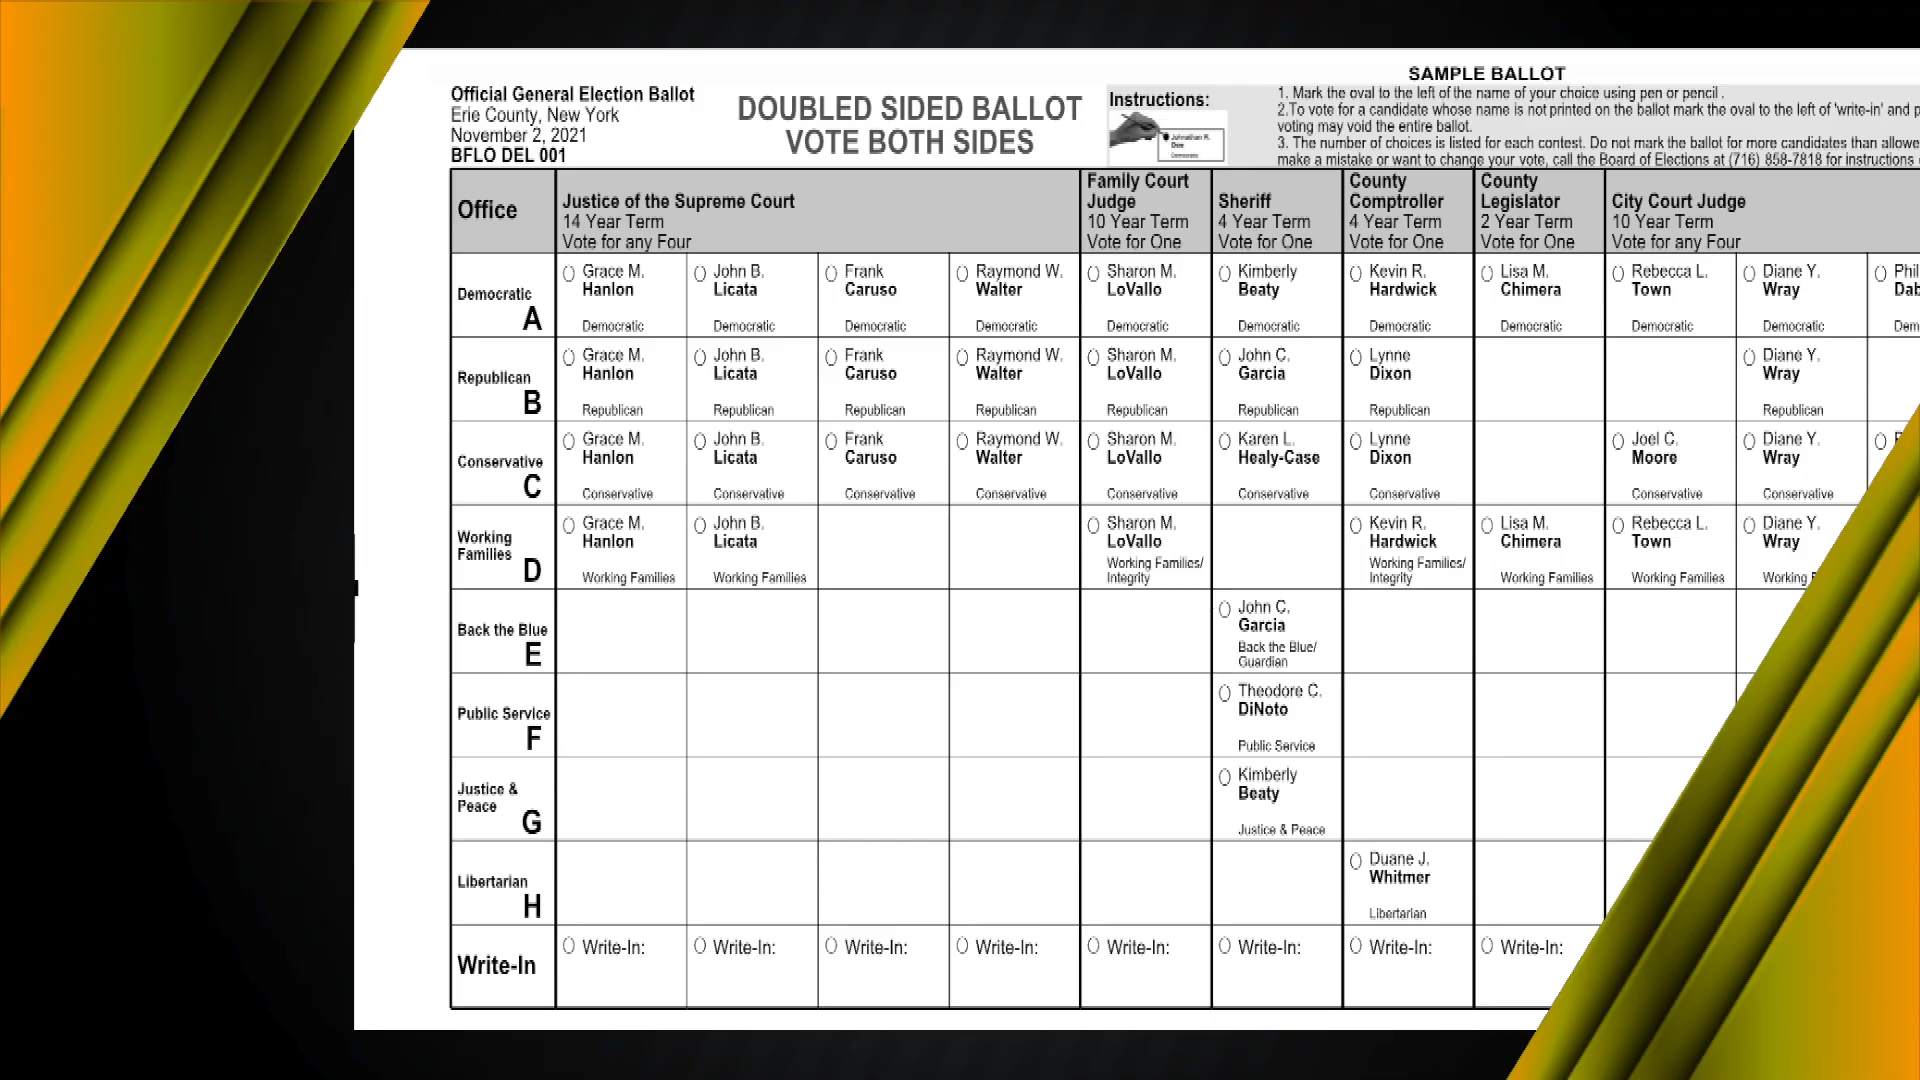 SAMPLE BALLOT
Official General Election Ballot
Erie County, New York
November 2, 2021
BFLO DEL 001
DOUBLED SIDED BALLOT
VOTE BOTH SIDES
Instructions:
Johnathan R.
Doe
Democratic
1. Mark the oval to the left of the name of your choice using pen or pencil .
2.To vote for a candidate whose name is not printed on the ballot mark the oval to the left of 'write-in' and p
voting may void the entire ballot.
3. The number of choices is listed for each contest. Do not mark the ballot for more candidates than allowe
make a mistake or want to change your vote, call the Board of Elections at (716) 858-7818 for instructions
Office
Justice of the Supreme Court
14 Year Term
Vote for any Four
Family Court
Judge
10 Year Term
Vote for One
Sheriff
4 Year Term
Vote for One
County
Comptroller
4 Year Term
Vote for One
County
Legislator
2 Year Term
Vote for One
City Court Judge
10 Year Term
Vote for any Four
Democratic
A
Grace M.
Hanlon
Democratic
John B.
Licata
Democratic
Frank
Caruso
Democratic
Raymond W.
Walter
Democratic
Sharon M.
LoVallo
Democratic
Kimberly
Beaty
Democratic
Kevin R.
Hardwick
Democratic
Lisa M.
Chimera
Democratic
Rebecca L.
Town
Democratic
Diane Y.
Wray
Democratic
Phil
Dab
Dem
Republican
B
Grace M.
Hanlon
Republican
John B.
Licata
Republican
Frank
Caruso
Republican
Raymond W.
Walter
Republican
Sharon M.
LoVallo
Republican
John C.
Garcia
Republican
Lynne
Dixon
Republican
Diane Y.
Wray
Republican
Conservative
C
Grace M.
Hanlon
Conservative
John B.
Licata
Conservative
Frank
Caruso
Conservative
Raymond W.
Walter
Conservative
Sharon M.
LoVallo
Conservative
Karen L.
Healy-Case
Conservative
Lynne
Dixon
Conservative
Joel C.
Moore
Conservative
Diane Y.
Wray
Conservative
Working
Families
D
Grace M.
Hanlon
Working Families
John B.
Licata
Working Families
Sharon M.
LoVallo
Working Families/
Integrity
Kevin R.
Hardwick
Working Families/
Integrity
Lisa M.
Chimera
Working Families
Rebecca L.
Town
Working Families
Diane Y.
Wray
Working F
Back the Blue
E
John C.
Garcia
Back the Blue/
Guardian
Public Service
F
Theodore C.
DiNoto
Public Service
Justice &
Peace
G
Kimberly
Beaty
Justice & Peace
Libertarian
H
Duane J.
Whitmer
Libertarian
Write-In
Write-In:
Write-In:
Write-In:
Write-In:
Write-In:
Write-In:
Write-In:
Write-In: